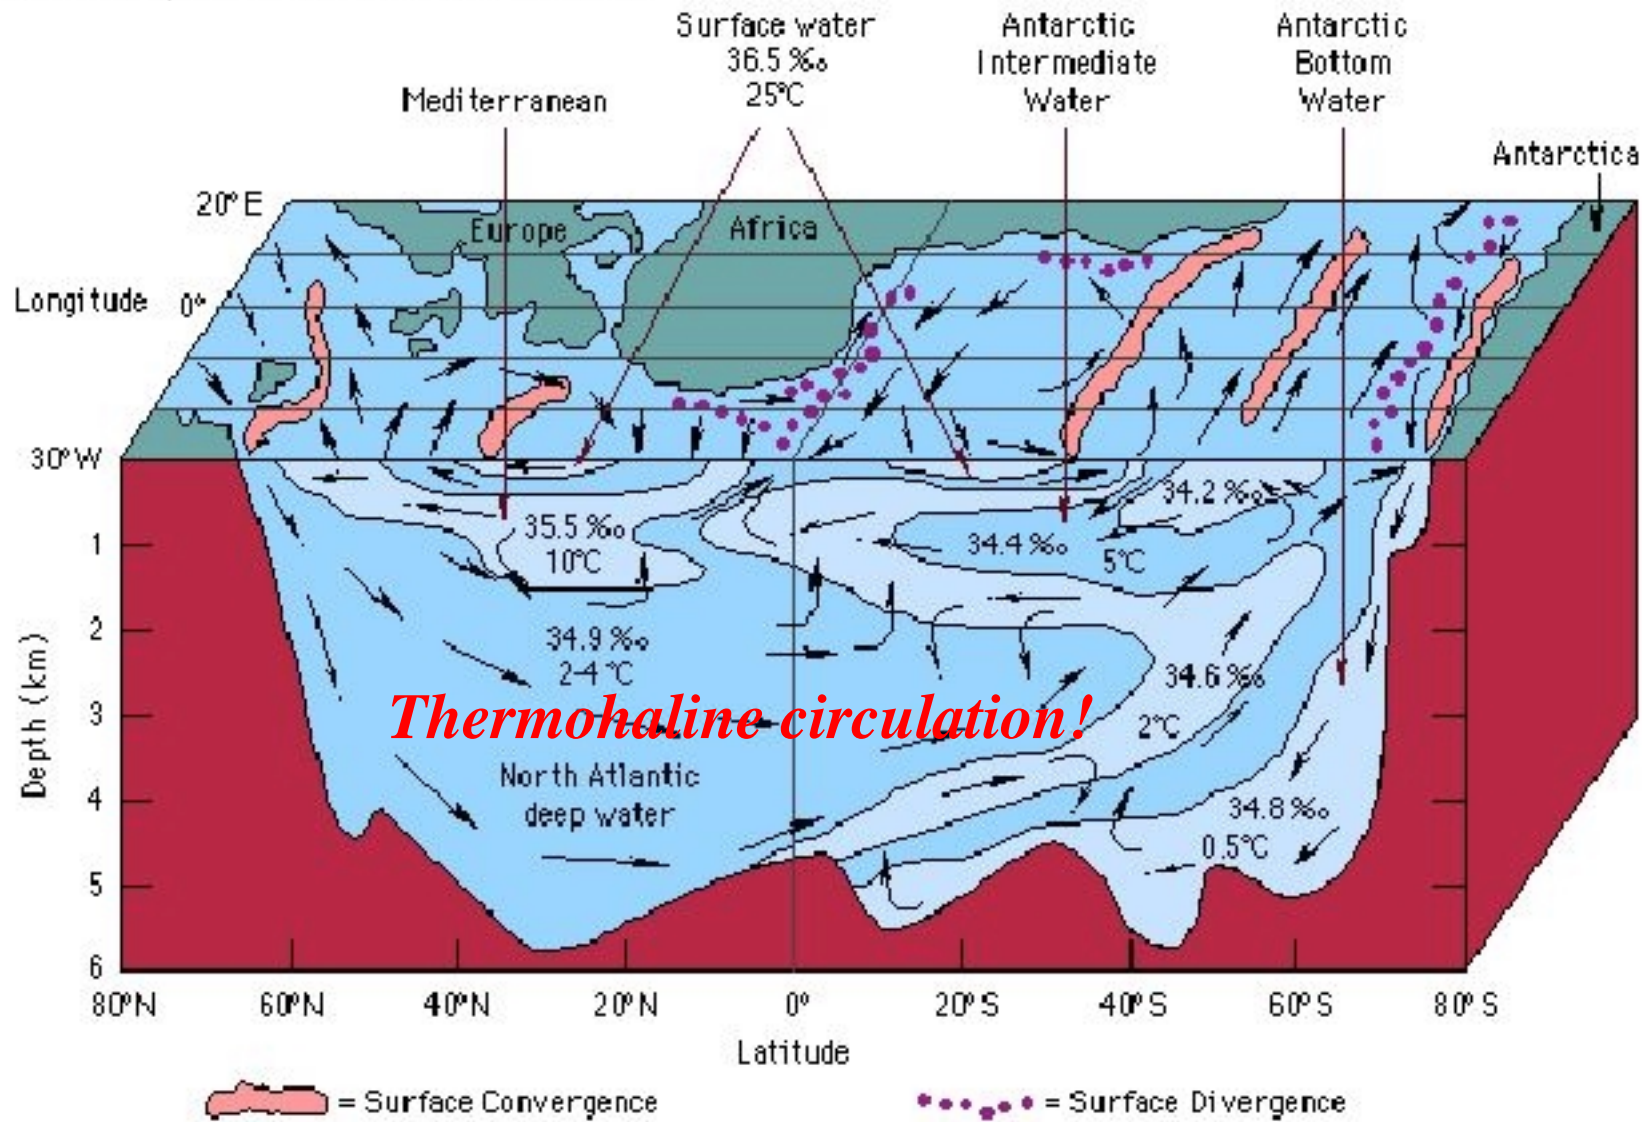 Surface water
36.5 ‰
25°C
Antarctic
Intermediate
Water
Antarctic
Bottom
Water
Mediterranean
Antarctica
20° E
Europe
Africa
Longitude 0°
30° W
34.2 ‰
35.5 ‰
10°C
34.4 ‰ 5°C
1
2
3
4
5
6
Depth (km)
34.9 ‰
2-4 °C
34.6 ‰
2°C
Thermohaline circulation!
North Atlantic
deep water
34.8 ‰
0.5°C
80°N 60°N 40°N 20°N 0° 20°S 40°S 60°S 80°S
Latitude
= Surface Convergence
= Surface Divergence